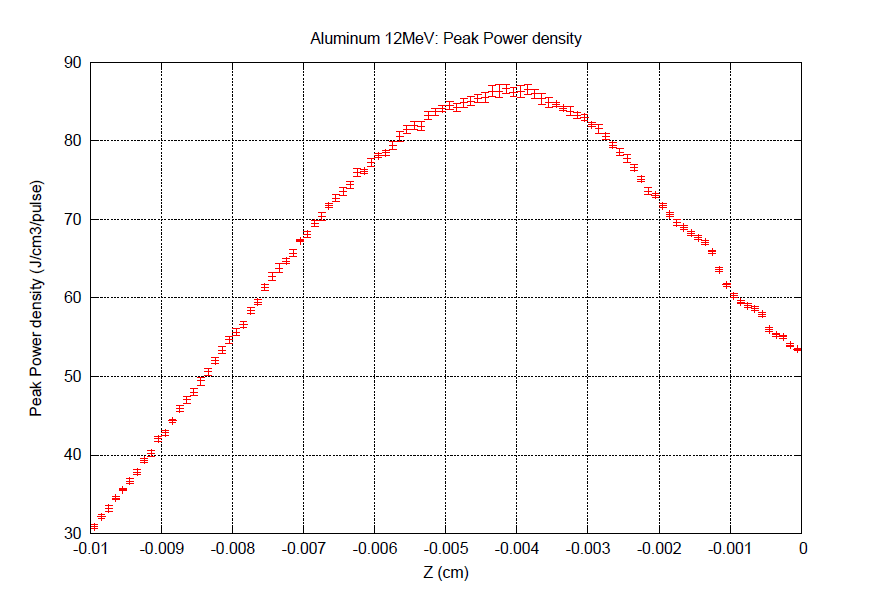 Aluminum 12MeV: Peak Power density
90
80
70
60
50
40
30
Peak Power density (J/cm3/pulse)
-0.01 -0.009 -0.008 -0.007 -0.006 -0.005 -0.004 -0.003 -0.002 -0.001 0
Z (cm)